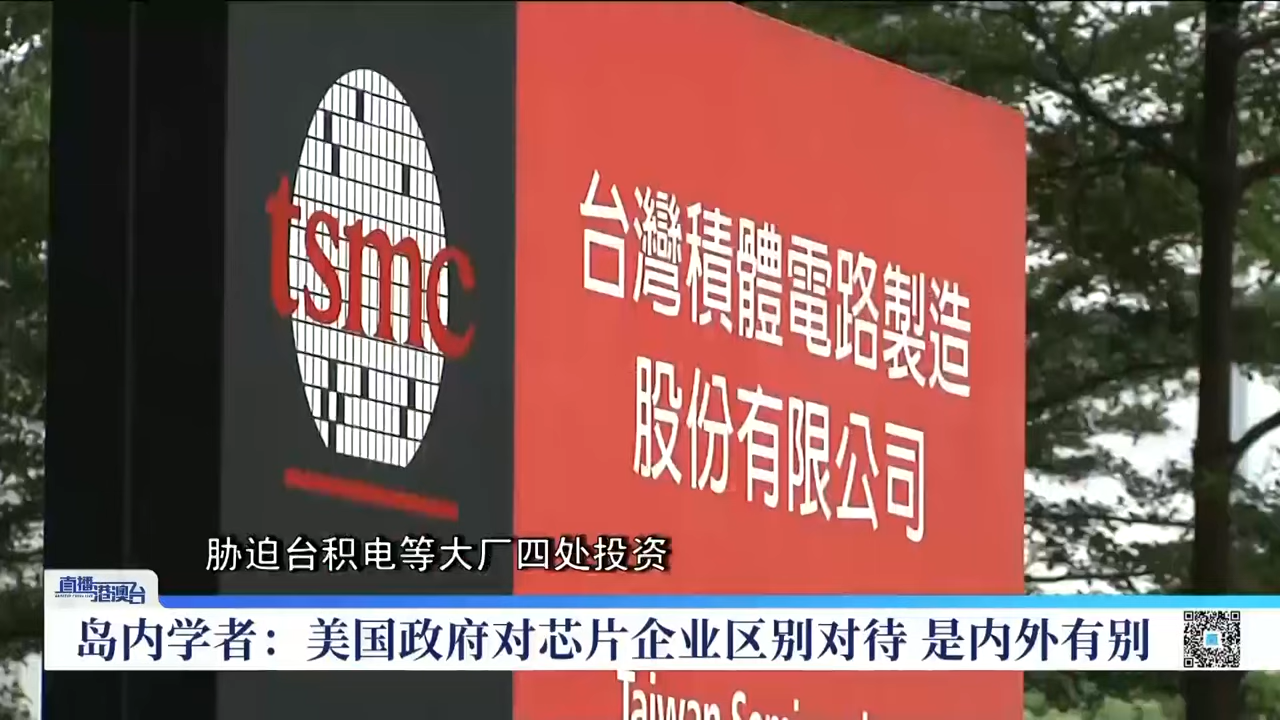 tsmc
台灣積體電路製造
股份有限公司
胁迫台积电等大厂四处投资
直播港澳台
岛内学者：美国政府对芯片企业区别对待 是内外有别
Taiwan